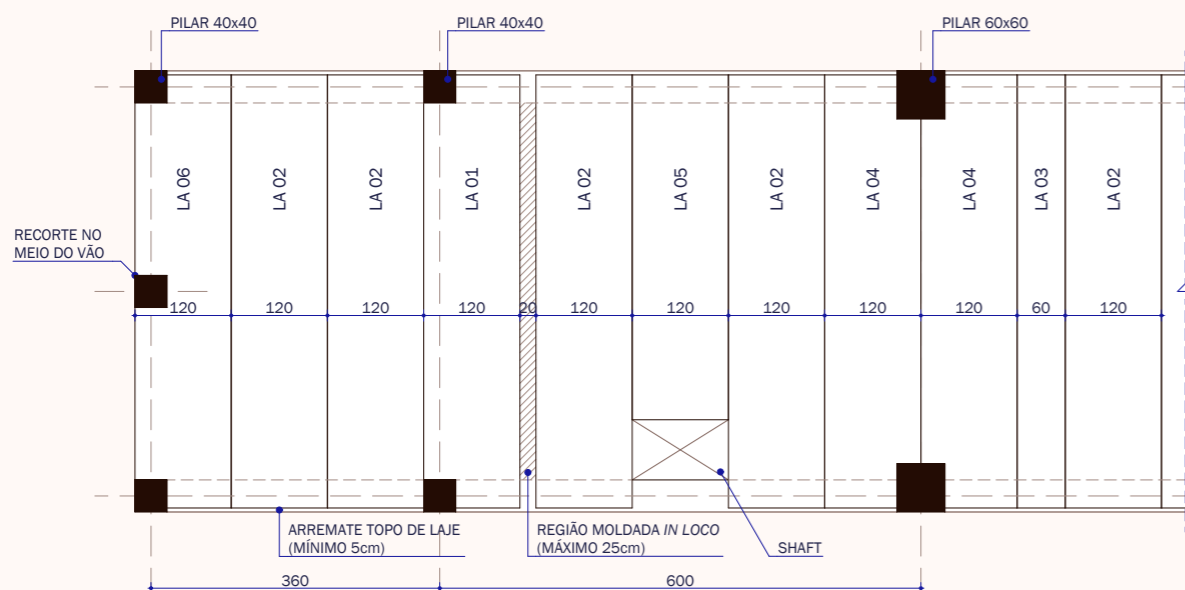 PILAR 40x40
PILAR 40x40
PILAR 60x60
LA 06
LA 02
LA 02
LA 01
LA 02
LA 05
LA 02
LA 04
LA 04
LA 03
LA 02
RECORTE NO
MEIO DO VÃO
120
120
120
120
20
120
120
120
120
120
60
120
ARREMATE TOPO DE LAJE
(MÍNIMO 5cm)
REGIÃO MOLDADA IN LOCO
(MÁXIMO 25cm)
SHAFT
360
600